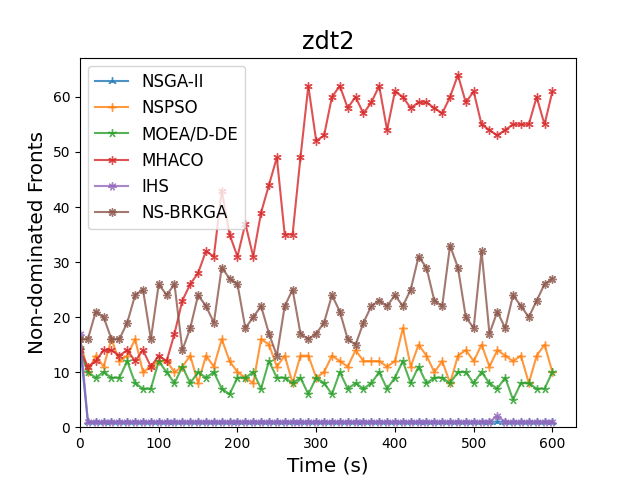 zdt2
NSGA-II
NSPSO
MOEA/D-DE
MHACO
IHS
NS-BRKGA
Non-dominated Fronts
60
50
40
30
20
10
0
0 100 200 300 400 500 600
Time (s)